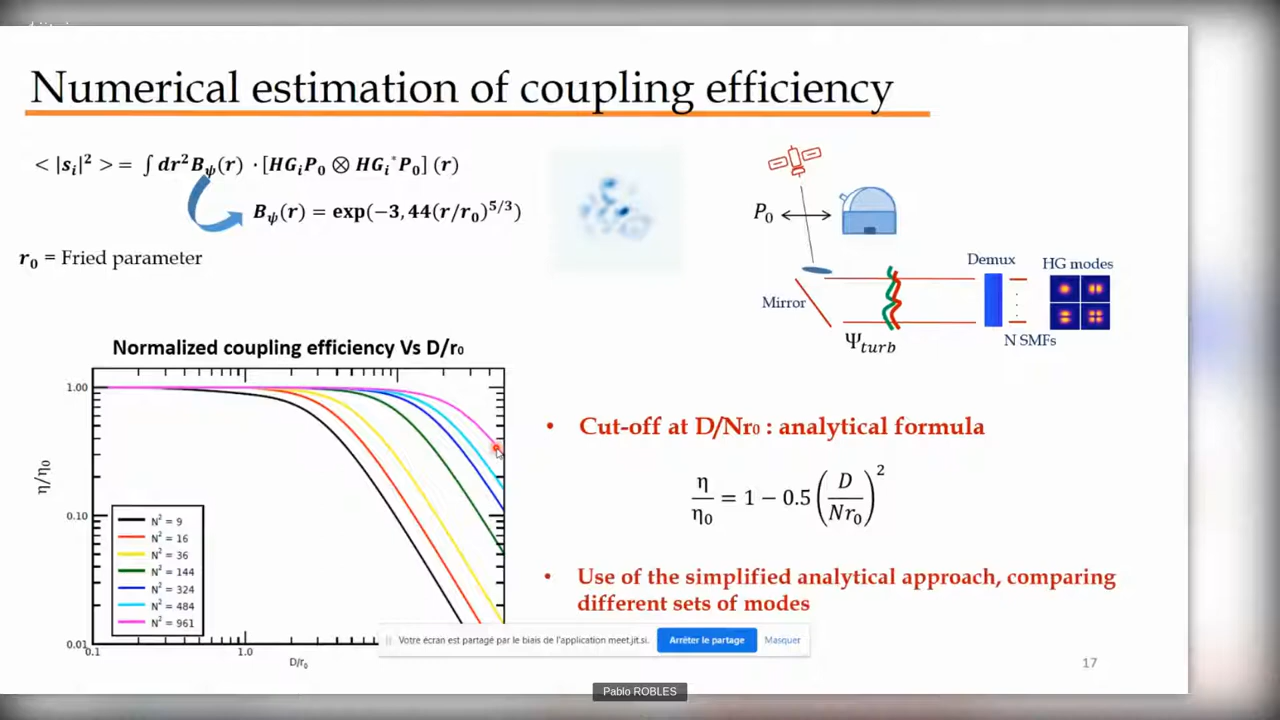 Numerical estimation of coupling efficiency
< |sᵢ|² > = ∫ dr² B_ψ(r) · [HGᵢP₀ ⊗ HGᵢ*P₀] (r)
B_ψ(r) = exp(−3,44(r/r₀)^5/3)
r₀ = Fried parameter
P₀
Mirror
Ψ_turb
Demux
HG modes
N SMFs
Normalized coupling efficiency Vs D/r₀
1.00
0.10
0.01
η/η₀
N² = 9
N² = 16
N² = 36
N² = 144
N² = 324
N² = 484
N² = 961
0.1
1.0
D/r₀
• Cut-off at D/Nr₀ : analytical formula
η/η₀ = 1 − 0.5 (D/Nr₀)²
• Use of the simplified analytical approach, comparing
different sets of modes
Votre écran est partagé par le biais de l'application meet.jit.si.
Arrêter le partage
Masquer
17
Pablo ROBLES